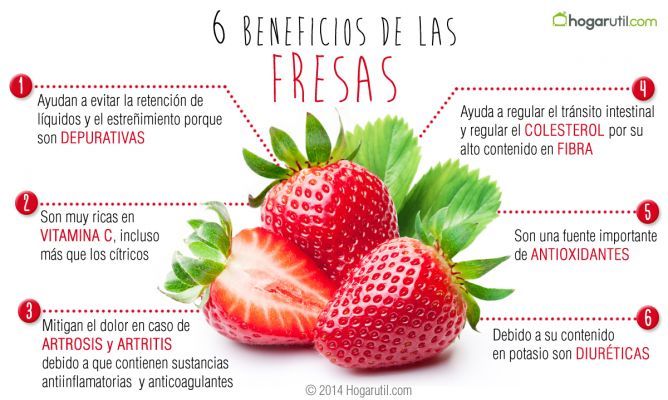 6 BENEFICIOS DE LAS
FRESAS
hogarutil.com
1
Ayudan a evitar la retención de
líquidos y el estreñimiento porque
son DEPURATIVAS
2
Son muy ricas en
VITAMINA C, incluso
más que los cítricos
3
Mitigan el dolor en caso de
ARTROSIS y ARTRITIS
debido a que contienen sustancias
antiinflamatorias y anticoagulantes
4
Ayuda a regular el tránsito intestinal
y regular el COLESTEROL por su
alto contenido en FIBRA
5
Son una fuente importante
de ANTIOXIDANTES
6
Debido a su contenido
en potasio son DIURÉTICAS
© 2014 Hogarutil.com